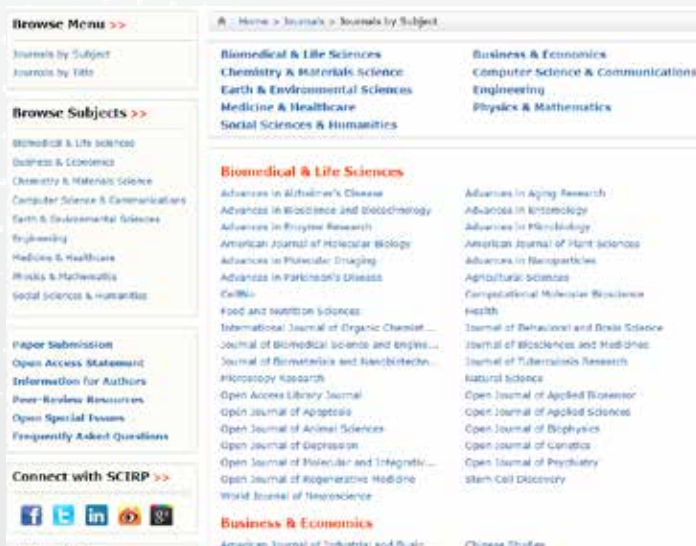 Browse Menu >>
Journals by Subject
Journals by Title
Browse Subjects >>
Biomedical & Life Sciences
Business & Economics
Chemistry & Materials Science
Computer Science & Communications
Earth & Environmental Sciences
Engineering
Medicine & Healthcare
Physics & Mathematics
Social Sciences & Humanities
Paper Submission
Open Access Statement
Information for Authors
Peer-Review Resources
Open Special Issues
Frequently Asked Questions
Connect with SCIRP >>
Home > Journals > Journals by Subject
Biomedical & Life Sciences
Business & Economics
Chemistry & Materials Science
Computer Science & Communications
Earth & Environmental Sciences
Engineering
Medicine & Healthcare
Physics & Mathematics
Social Sciences & Humanities
Biomedical & Life Sciences
Advances in Alzheimer's Disease
Advances in Aging Research
Advances in Bioscience and Biotechnology
Advances in Entomology
Advances in Enzyme Research
Advances in Microbiology
American Journal of Molecular Biology
American Journal of Plant Sciences
Advances in Molecular Imaging
Advances in Nanoparticles
Advances in Parkinson's Disease
Agricultural Sciences
CellBio
Computational Molecular Bioscience
Food and Nutrition Sciences
Health
International Journal of Organic Chemist...
Journal of Behavioral and Brain Science
Journal of Biomedical Science and Engine...
Journal of Biosciences and Medicines
Journal of Biomaterials and Nanobiotechn...
Journal of Tuberculosis Research
Microscopy Research
Natural Science
Open Access Library Journal
Open Journal of Applied Biosensor
Open Journal of Apoptosis
Open Journal of Applied Sciences
Open Journal of Animal Sciences
Open Journal of Biophysics
Open Journal of Depression
Open Journal of Genetics
Open Journal of Molecular and Integrativ...
Open Journal of Psychiatry
Open Journal of Regenerative Medicine
Stem Cell Discovery
World Journal of Neuroscience
Business & Economics
American Journal of Industrial and Busin...
Chinese Studies